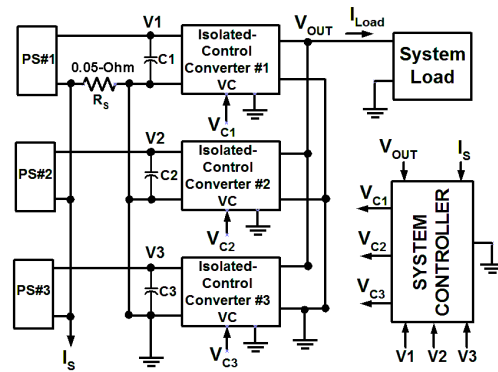 PS#1
0.05-Ohm
RS
V1
C1
Isolated-
Control
Converter #1
VC
VC1
VOUT
ILoad
System
Load
PS#2
V2
C2
Isolated-
Control
Converter #2
VC
VC2
PS#3
V3
C3
Isolated-
Control
Converter #3
VC
VC3
IS
VOUT
IS
VC1
VC2
VC3
SYSTEM
CONTROLLER
V1 V2 V3